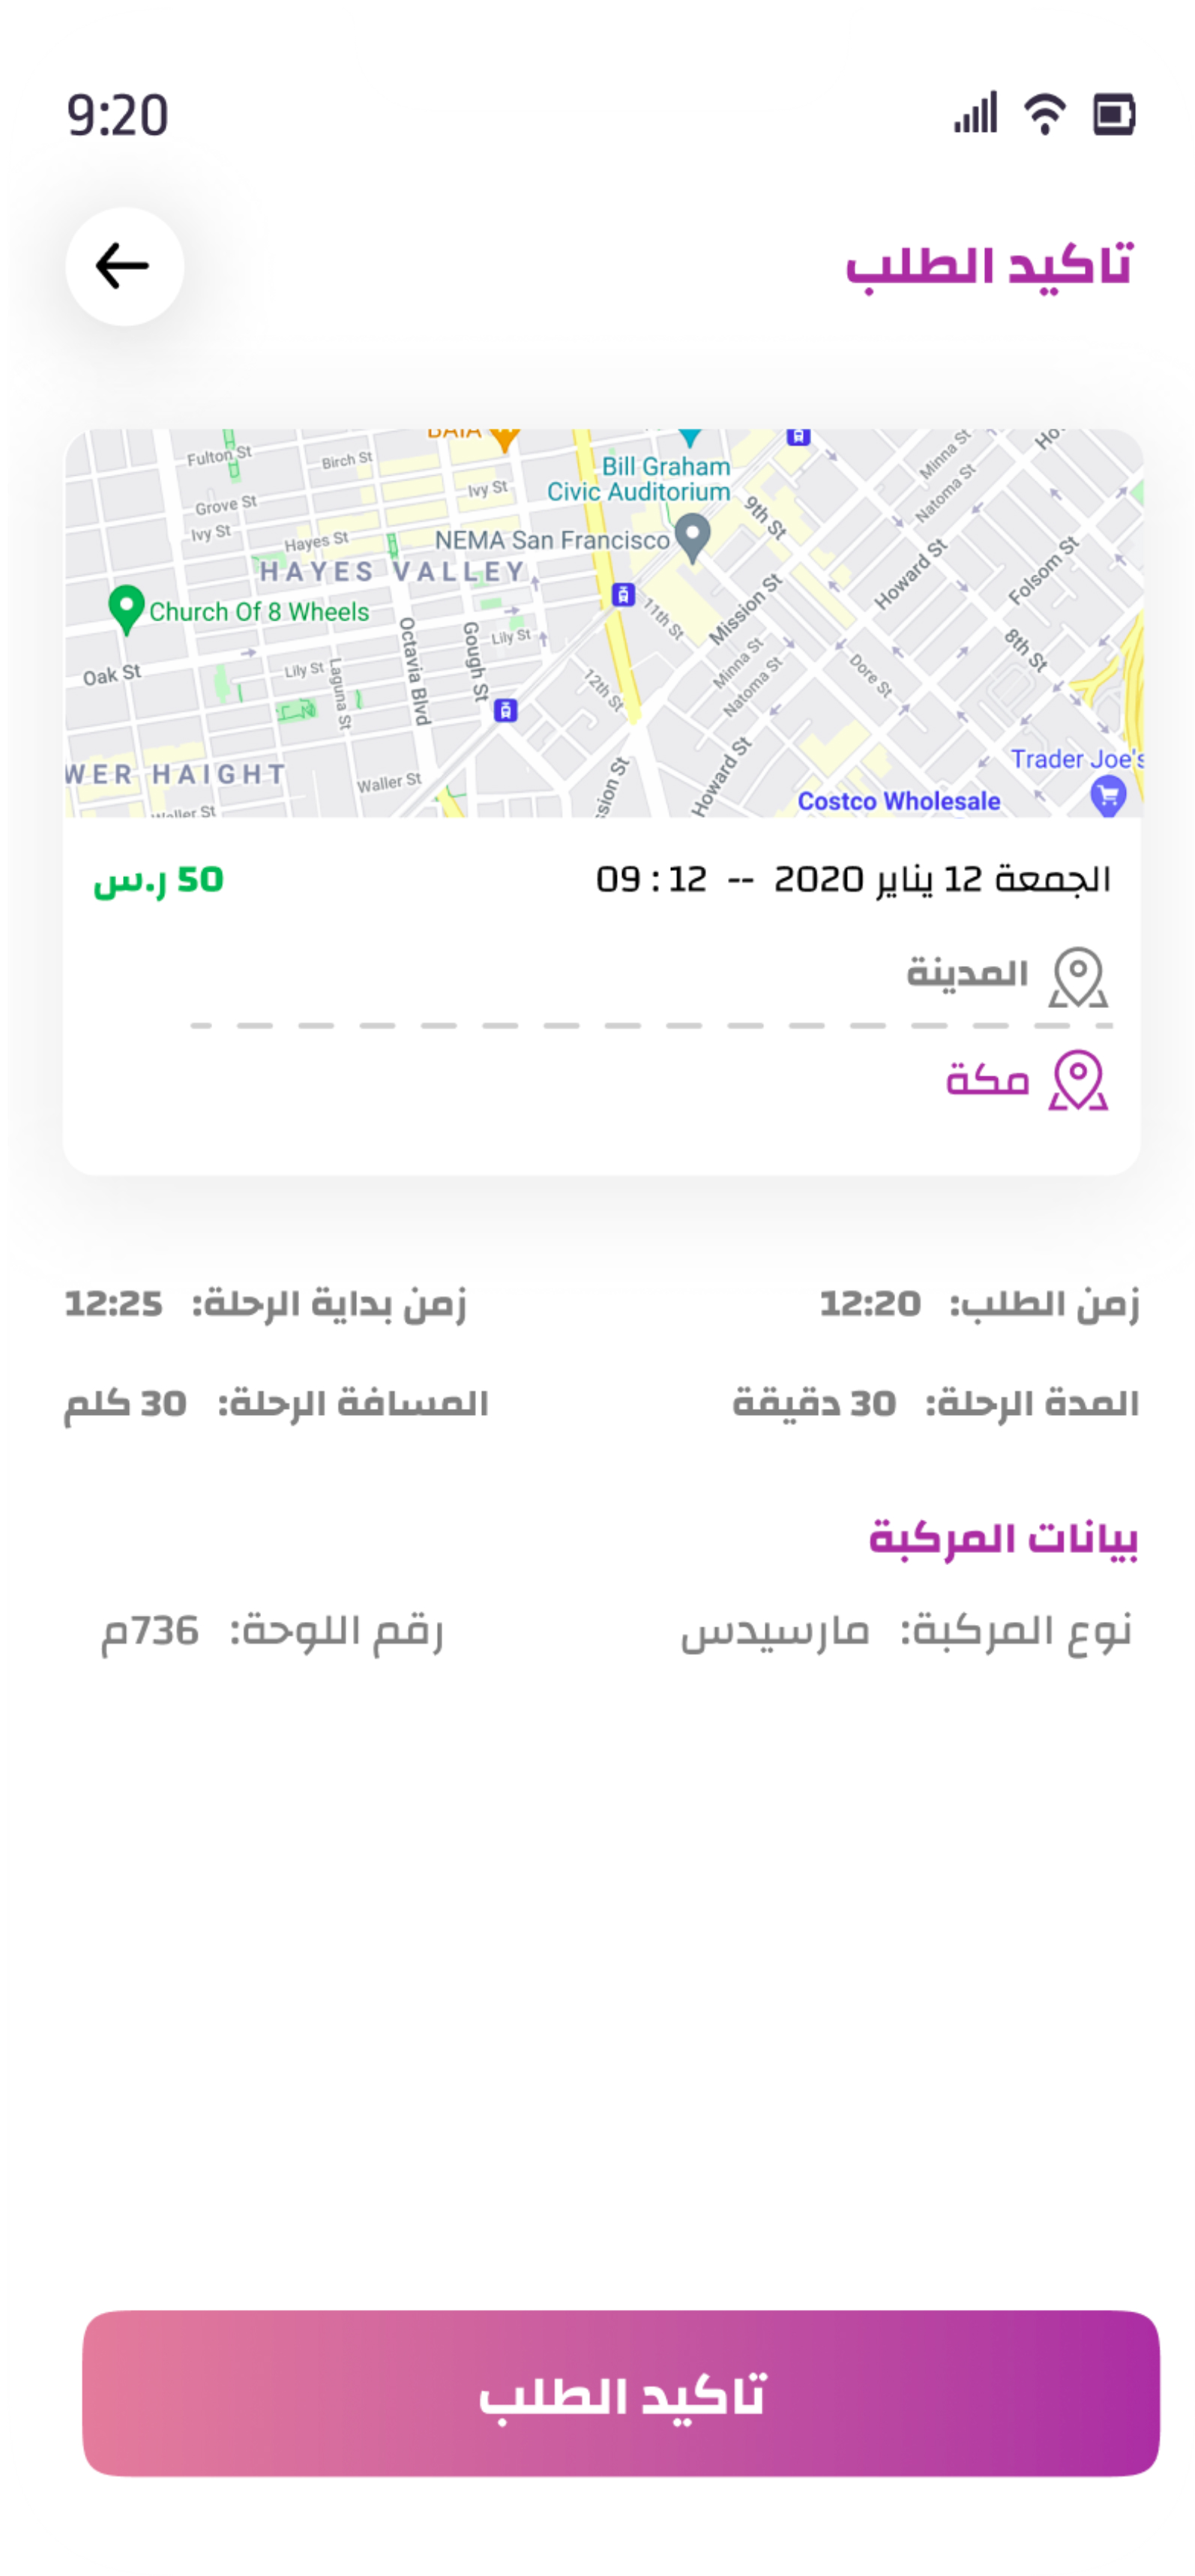 9:20
تاكيد الطلب
Fulton St
Birch St
Bill Graham
Civic Auditorium
Minna St
Natoma St
Grove St
Ivy St
Ivy St
9th St
Hayes St
NEMA San Francisco
HAYES VALLEY
Howard St
Folsom St
Church Of 8 Wheels
11th St
Mission St
Octavia Blvd
Gough St
Lily St
8th St
Oak St
Lily St
Laguna St
12th St
Minna St
Natoma St
Dore St
WER HAIGHT
Waller St
Howard St
Trader Joe's
Costco Wholesale
Waller St
ssion St
الجمعة 12 يناير 2020 -- 12 : 09
50 ر.س
المدينة
مكة
زمن الطلب: 12:20
زمن بداية الرحلة: 12:25
المدة الرحلة: 30 دقيقة
المسافة الرحلة: 30 كلم
بيانات المركبة
نوع المركبة: مارسيدس
رقم اللوحة: 736م
تاكيد الطلب